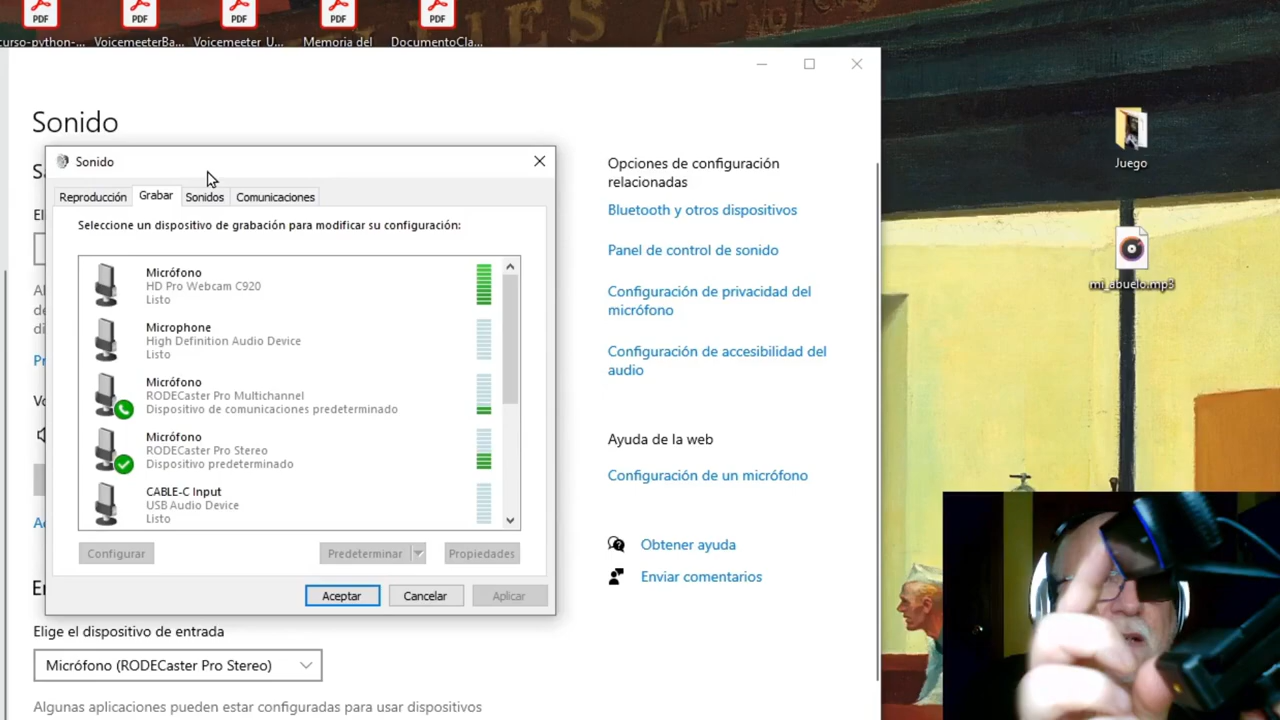 PDF
PDF
PDF
PDF
PDF
urso-python-...
VoicemeeterBa...
Voicemeeter_U...
Memoria del
DocumentoCla...
Sonido
Sonido
Reproducción
Grabar
Sonidos
Comunicaciones
Seleccione un dispositivo de grabación para modificar su configuración:
Micrófono
HD Pro Webcam C920
Listo
Microphone
High Definition Audio Device
Listo
Micrófono
RODECaster Pro Multichannel
Dispositivo de comunicaciones predeterminado
Micrófono
RODECaster Pro Stereo
Dispositivo predeterminado
CABLE-C Input
USB Audio Device
Listo
Configurar
Predeterminar
Propiedades
Aceptar
Cancelar
Aplicar
Elige el dispositivo de entrada
Micrófono (RODECaster Pro Stereo)
Algunas aplicaciones pueden estar configuradas para usar dispositivos
Opciones de configuración
relacionadas
Bluetooth y otros dispositivos
Panel de control de sonido
Configuración de privacidad del
micrófono
Configuración de accesibilidad del
audio
Ayuda de la web
Configuración de un micrófono
Obtener ayuda
Enviar comentarios
Juego
mi_abuelo.mp3